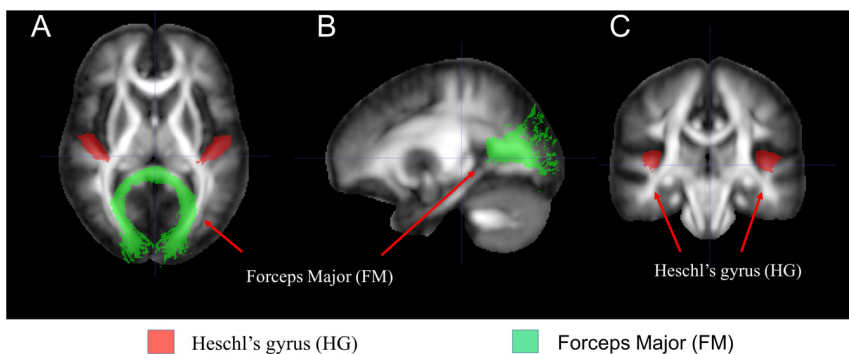 A
B
C
Forceps Major (FM)
Heschl's gyrus (HG)
Heschl's gyrus (HG)
Forceps Major (FM)